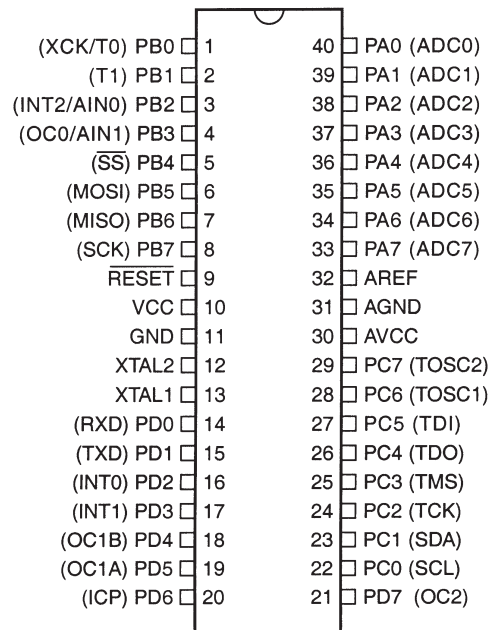 (XCK/T0) PB0 1 40 PA0 (ADC0)
(T1) PB1 2 39 PA1 (ADC1)
(INT2/AIN0) PB2 3 38 PA2 (ADC2)
(OC0/AIN1) PB3 4 37 PA3 (ADC3)
(SS) PB4 5 36 PA4 (ADC4)
(MOSI) PB5 6 35 PA5 (ADC5)
(MISO) PB6 7 34 PA6 (ADC6)
(SCK) PB7 8 33 PA7 (ADC7)
RESET 9 32 AREF
VCC 10 31 AGND
GND 11 30 AVCC
XTAL2 12 29 PC7 (TOSC2)
XTAL1 13 28 PC6 (TOSC1)
(RXD) PD0 14 27 PC5 (TDI)
(TXD) PD1 15 26 PC4 (TDO)
(INT0) PD2 16 25 PC3 (TMS)
(INT1) PD3 17 24 PC2 (TCK)
(OC1B) PD4 18 23 PC1 (SDA)
(OC1A) PD5 19 22 PC0 (SCL)
(ICP) PD6 20 21 PD7 (OC2)